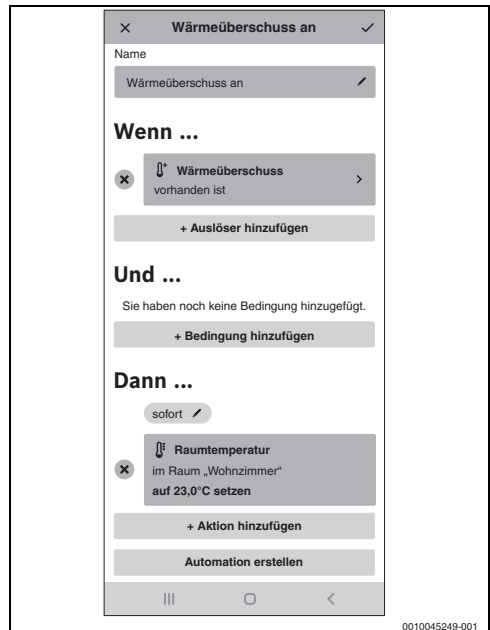 Wärmeüberschuss an
Name
Wärmeüberschuss an
Wenn ...
Wärmeüberschuss
vorhanden ist
+ Auslöser hinzufügen
Und ...
Sie haben noch keine Bedingung hinzugefügt.
+ Bedingung hinzufügen
Dann ...
sofort
Raumtemperatur
im Raum „Wohnzimmer“
auf 23,0°C setzen
+ Aktion hinzufügen
Automation erstellen
0010045249-001